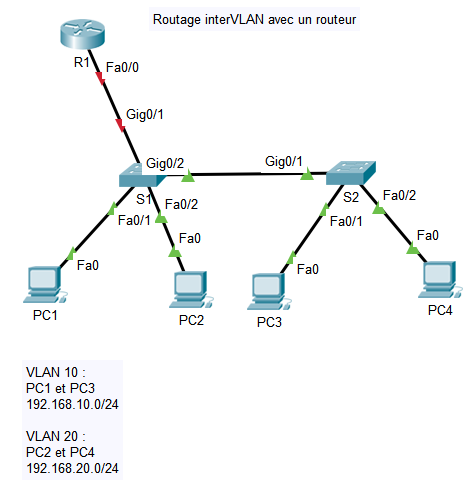 Routage interVLAN avec un routeur
R1
Fa0/0
Gig0/1
Gig0/2
Gig0/1
S1
S2
Fa0/1
Fa0/2
Fa0/1
Fa0/2
Fa0
Fa0
Fa0
Fa0
PC1
PC2
PC3
PC4
VLAN 10 :
PC1 et PC3
192.168.10.0/24
VLAN 20 :
PC2 et PC4
192.168.20.0/24